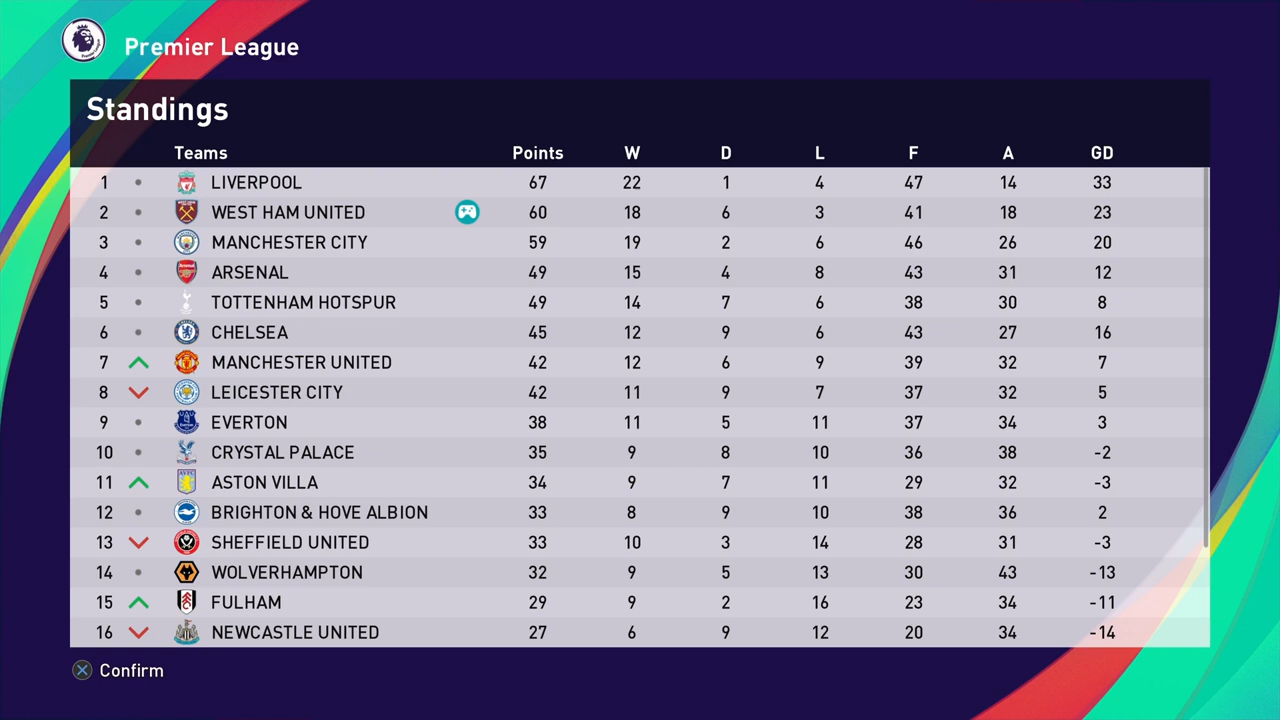 Premier League
Standings
Teams Points W D L F A GD
1 LIVERPOOL 67 22 1 4 47 14 33
2 WEST HAM UNITED 60 18 6 3 41 18 23
3 MANCHESTER CITY 59 19 2 6 46 26 20
4 ARSENAL 49 15 4 8 43 31 12
5 TOTTENHAM HOTSPUR 49 14 7 6 38 30 8
6 CHELSEA 45 12 9 6 43 27 16
7 MANCHESTER UNITED 42 12 6 9 39 32 7
8 LEICESTER CITY 42 11 9 7 37 32 5
9 EVERTON 38 11 5 11 37 34 3
10 CRYSTAL PALACE 35 9 8 10 36 38 -2
11 ASTON VILLA 34 9 7 11 29 32 -3
12 BRIGHTON & HOVE ALBION 33 8 9 10 38 36 2
13 SHEFFIELD UNITED 33 10 3 14 28 31 -3
14 WOLVERHAMPTON 32 9 5 13 30 43 -13
15 FULHAM 29 9 2 16 23 34 -11
16 NEWCASTLE UNITED 27 6 9 12 20 34 -14
Confirm